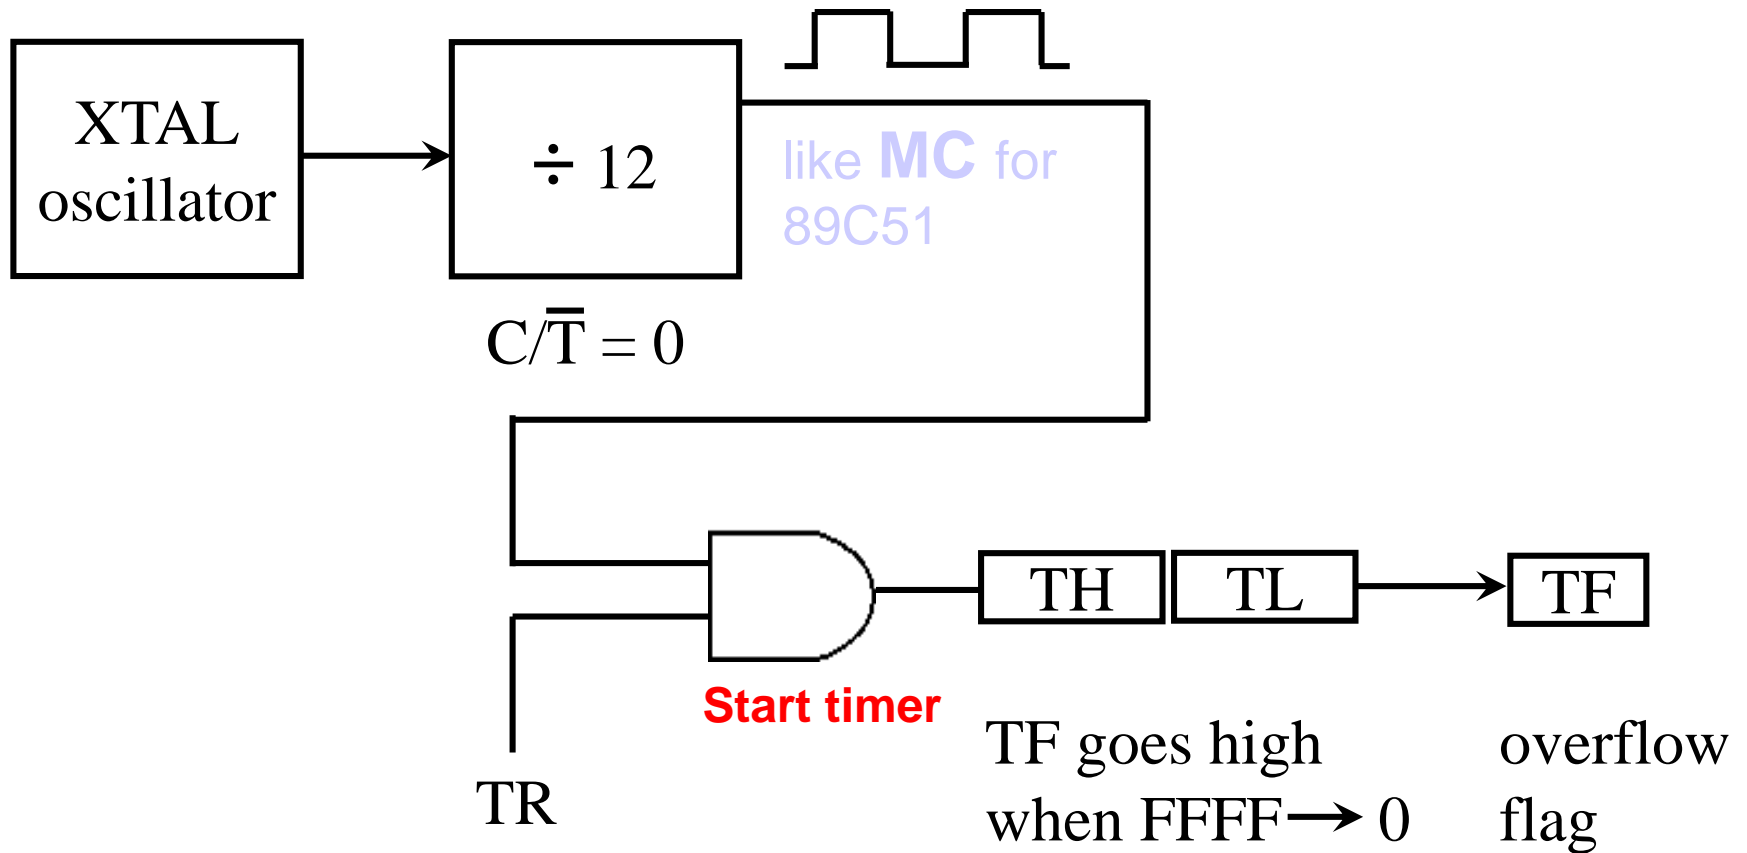 XTAL
oscillator
÷ 12
like MC for
89C51
C/T̅ = 0
TH
TL
TF
Start timer
TR
TF goes high
when FFFF→ 0
overflow
flag